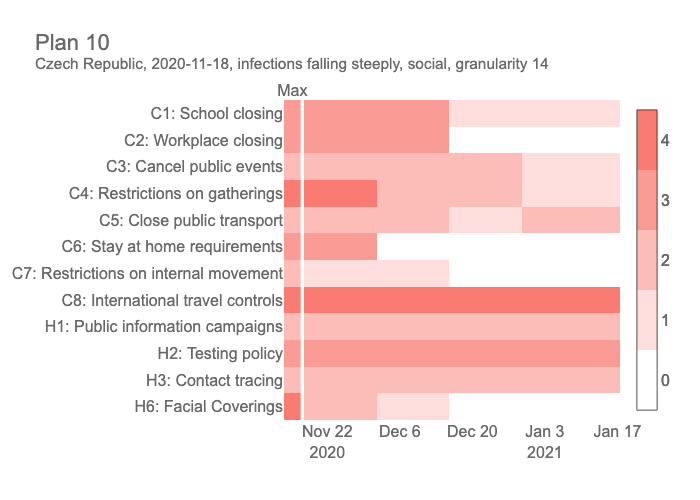 Plan 10
Czech Republic, 2020-11-18, infections falling steeply, social, granularity 14
Max
C1: School closing
C2: Workplace closing
C3: Cancel public events
C4: Restrictions on gatherings
C5: Close public transport
C6: Stay at home requirements
C7: Restrictions on internal movement
C8: International travel controls
H1: Public information campaigns
H2: Testing policy
H3: Contact tracing
H6: Facial Coverings
4
3
2
1
0
Nov 22 Dec 6 Dec 20 Jan 3 Jan 17
2020 2021